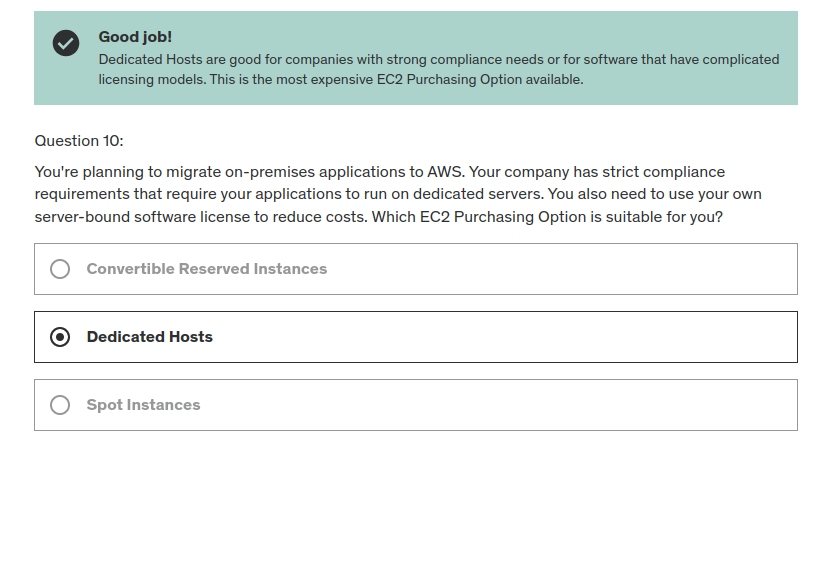 Good job!
Dedicated Hosts are good for companies with strong compliance needs or for software that have complicated
licensing models. This is the most expensive EC2 Purchasing Option available.
Question 10:
You're planning to migrate on-premises applications to AWS. Your company has strict compliance
requirements that require your applications to run on dedicated servers. You also need to use your own
server-bound software license to reduce costs. Which EC2 Purchasing Option is suitable for you?
Convertible Reserved Instances
Dedicated Hosts
Spot Instances